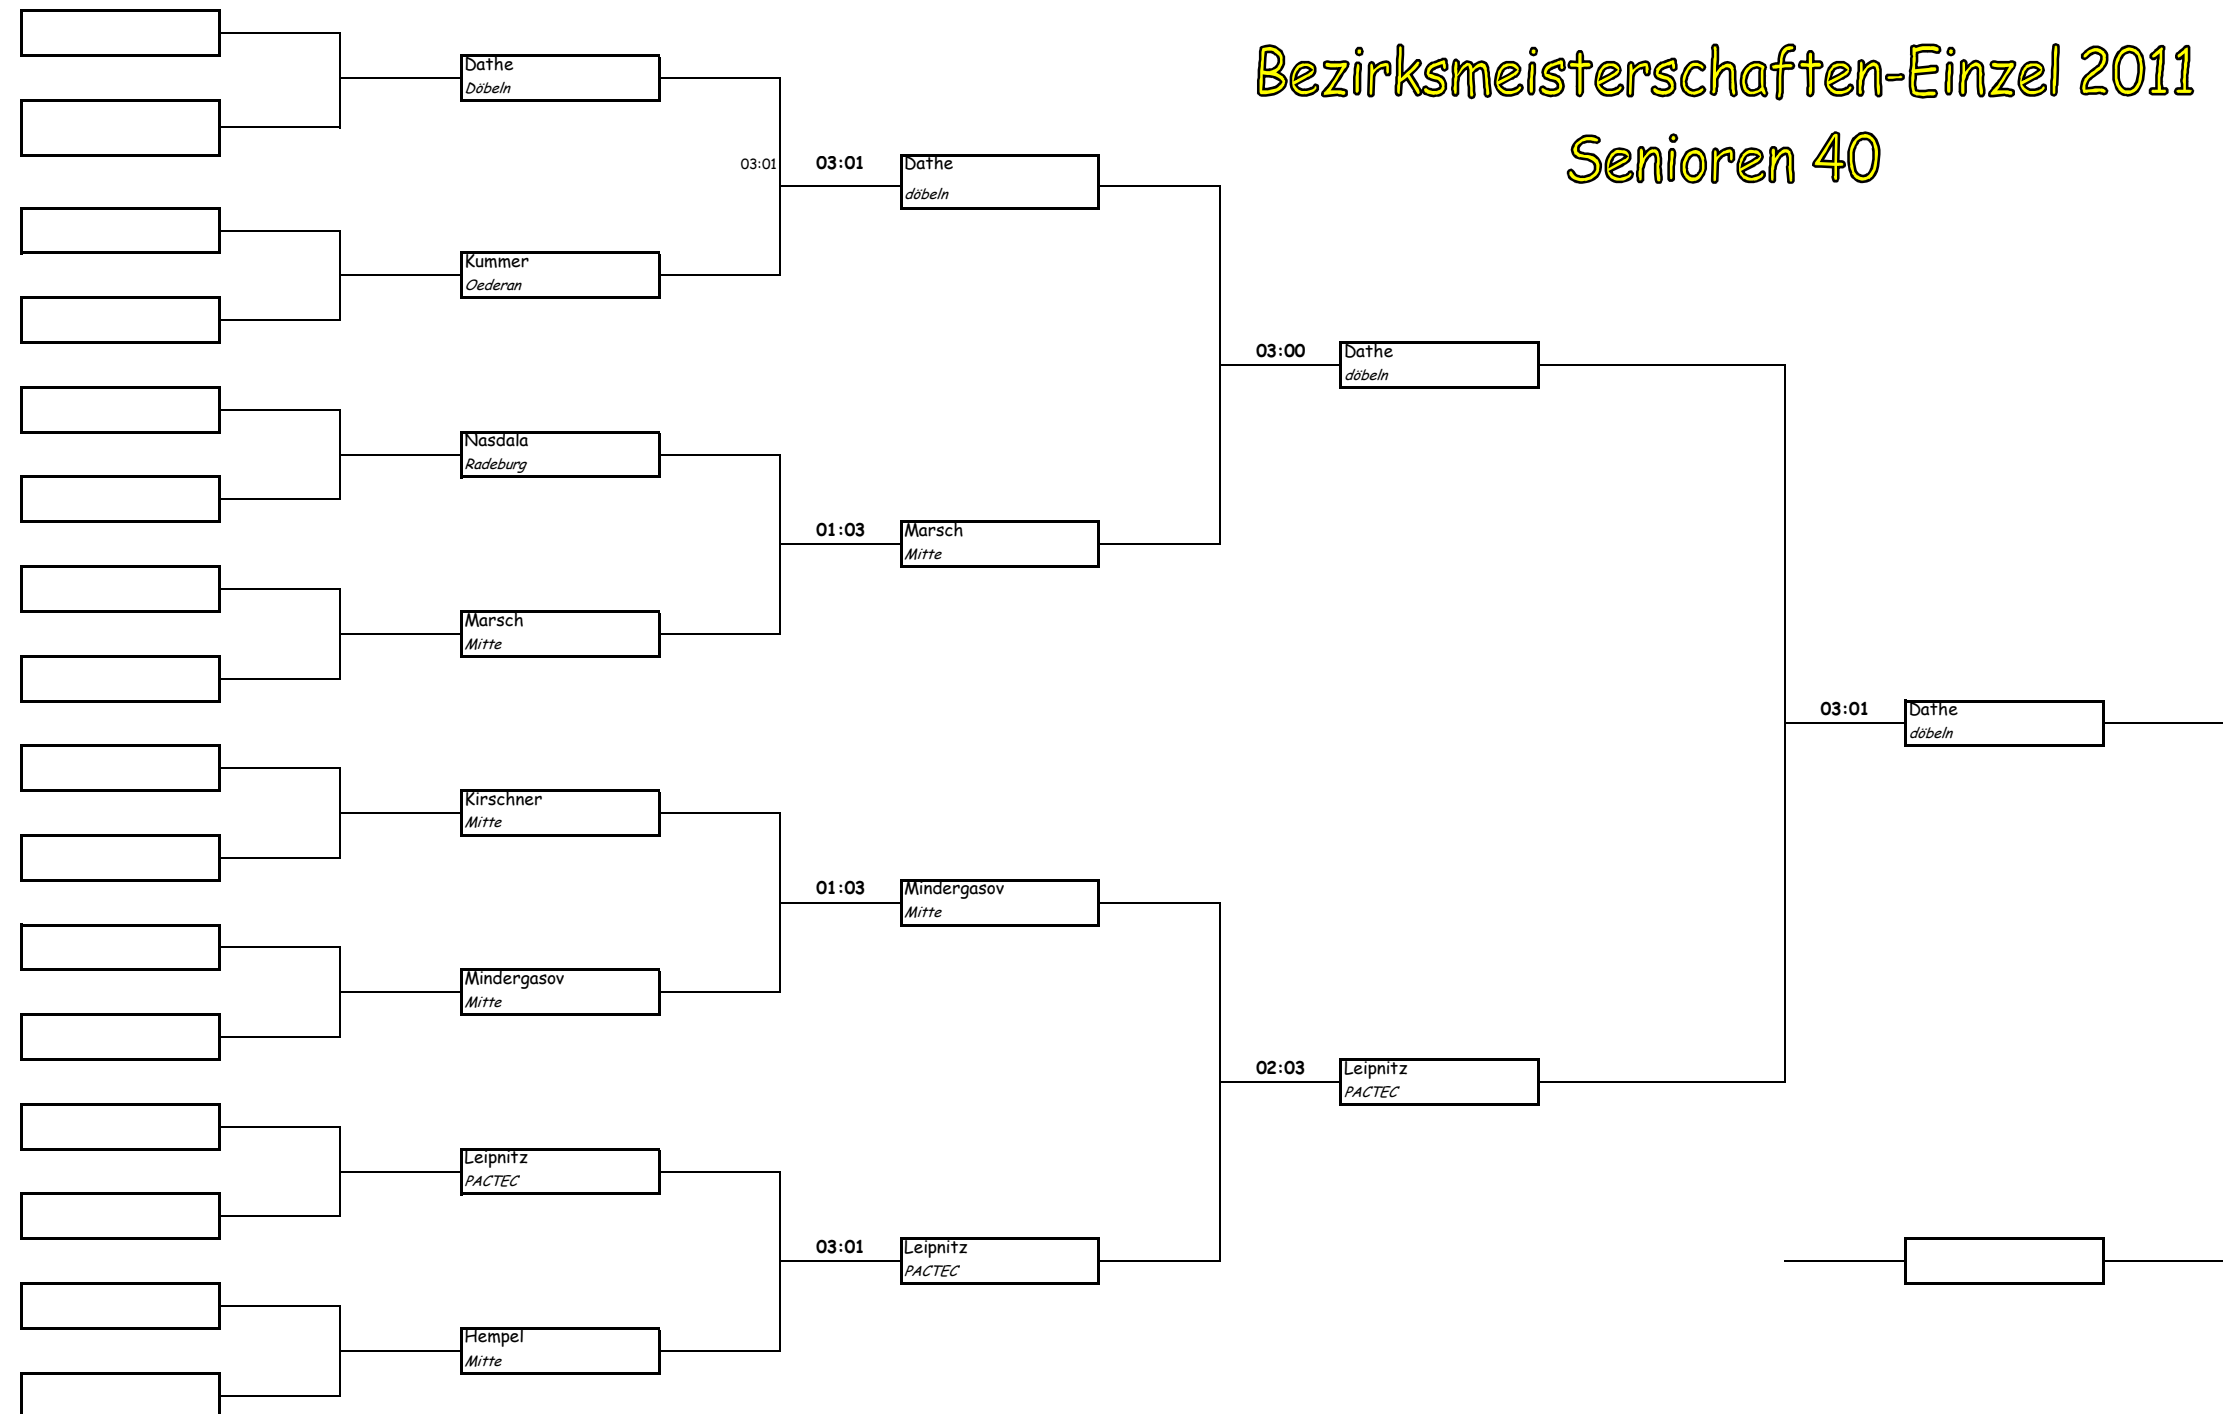 Bezirksmeisterschaften-Einzel 2011
Senioren 40
Dathe
Döbeln
03:01
03:01
Dathe
döbeln
Kummer
Oederan
03:00
Dathe
döbeln
Nasdala
Radeburg
01:03
Marsch
Mitte
Marsch
Mitte
03:01
Dathe
döbeln
Kirschner
Mitte
01:03
Mindergasov
Mitte
Mindergasov
Mitte
02:03
Leipnitz
PACTEC
Leipnitz
PACTEC
03:01
Leipnitz
PACTEC
Hempel
Mitte